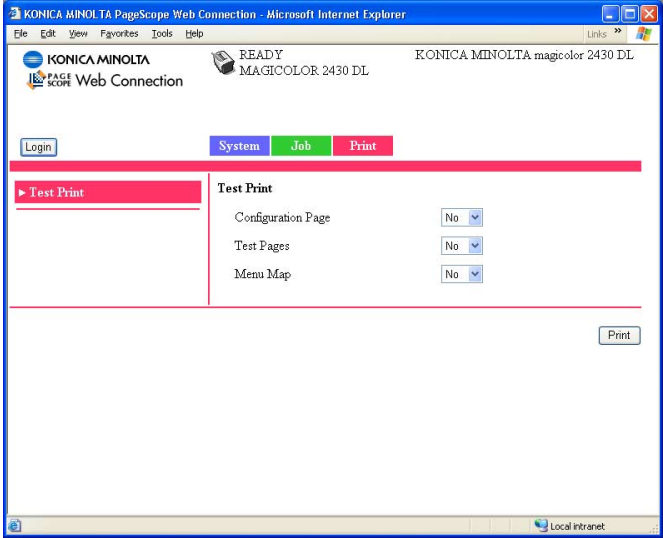 KONICA MINOLTA PageScope Web Connection - Microsoft Internet Explorer
File Edit View Favorites Tools Help Links »
KONICA MINOLTA
PAGE SCOPE Web Connection
READY
MAGICOLOR 2430 DL
KONICA MINOLTA magicolor 2430 DL
Login
System Job Print
Test Print
Test Print
Configuration Page No
Test Pages No
Menu Map No
Print
Local intranet